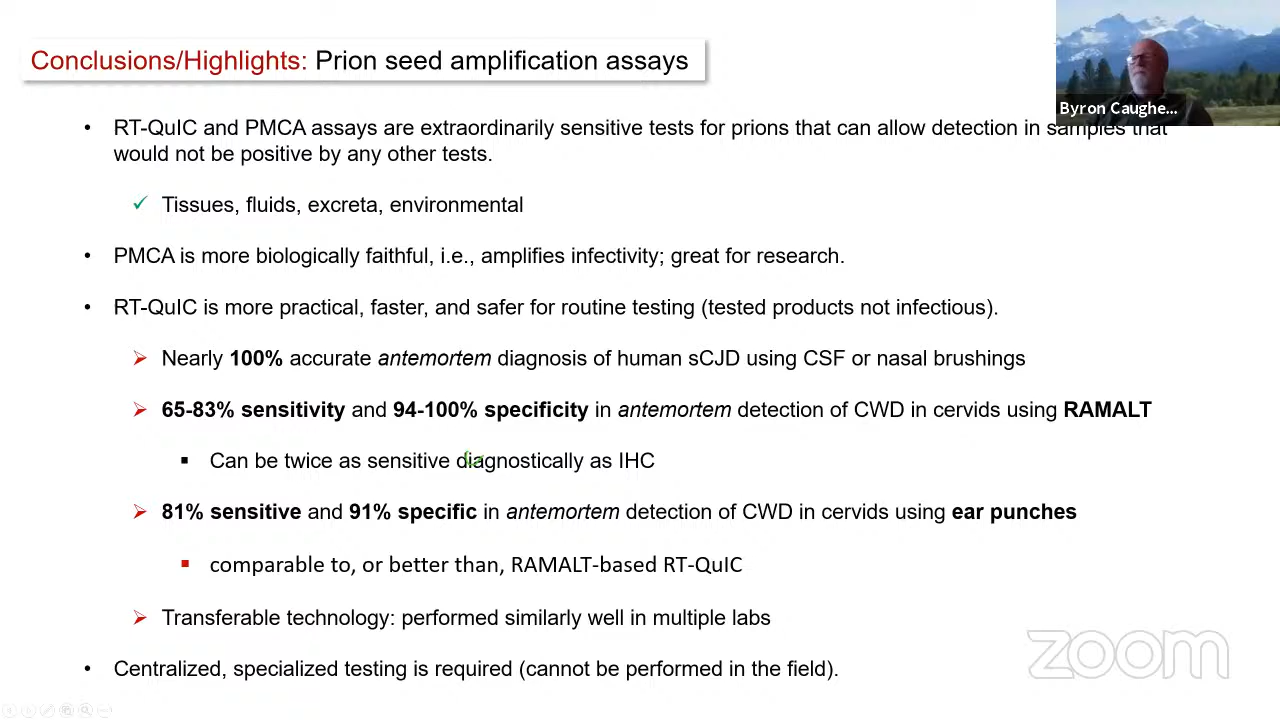 Conclusions/Highlights: Prion seed amplification assays
Byron Caughe...
• RT-QuIC and PMCA assays are extraordinarily sensitive tests for prions that can allow detection in samples that
would not be positive by any other tests.
✓ Tissues, fluids, excreta, environmental
• PMCA is more biologically faithful, i.e., amplifies infectivity; great for research.
• RT-QuIC is more practical, faster, and safer for routine testing (tested products not infectious).
➢ Nearly 100% accurate antemortem diagnosis of human sCJD using CSF or nasal brushings
➢ 65-83% sensitivity and 94-100% specificity in antemortem detection of CWD in cervids using RAMALT
▪ Can be twice as sensitive diagnostically as IHC
➢ 81% sensitive and 91% specific in antemortem detection of CWD in cervids using ear punches
▪ comparable to, or better than, RAMALT-based RT-QuIC
➢ Transferable technology: performed similarly well in multiple labs
• Centralized, specialized testing is required (cannot be performed in the field).
zoom